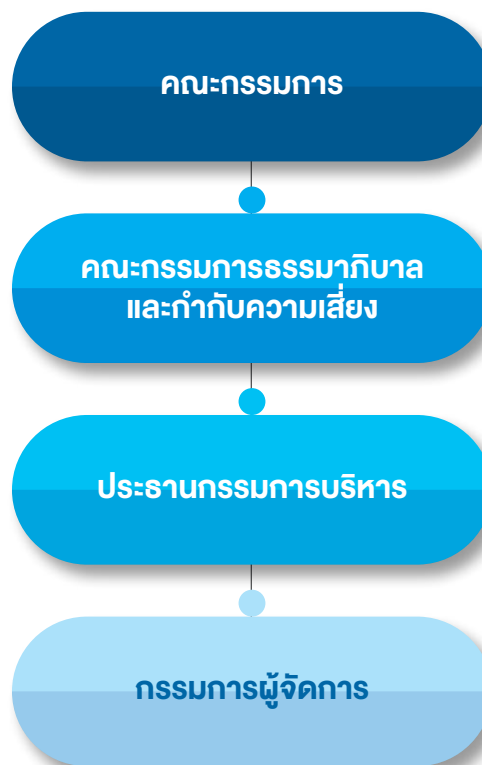 คณะกรรมการ
คณะกรรมการธรรมาภิบาล
และกำกับความเสี่ยง
ประธานกรรมการบริหาร
กรรมการผู้จัดการ